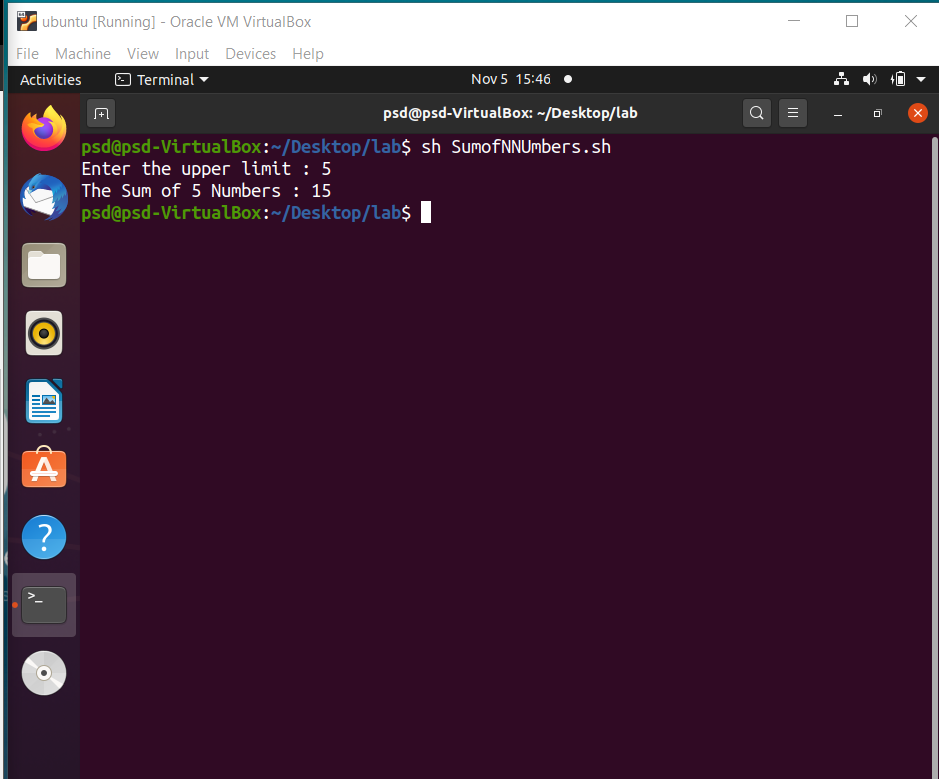 ubuntu [Running] - Oracle VM VirtualBox
File Machine View Input Devices Help
Activities Terminal Nov 5 15:46
psd@psd-VirtualBox: ~/Desktop/lab
psd@psd-VirtualBox:~/Desktop/lab$ sh SumofNNUmbers.sh
Enter the upper limit : 5
The Sum of 5 Numbers : 15
psd@psd-VirtualBox:~/Desktop/lab$